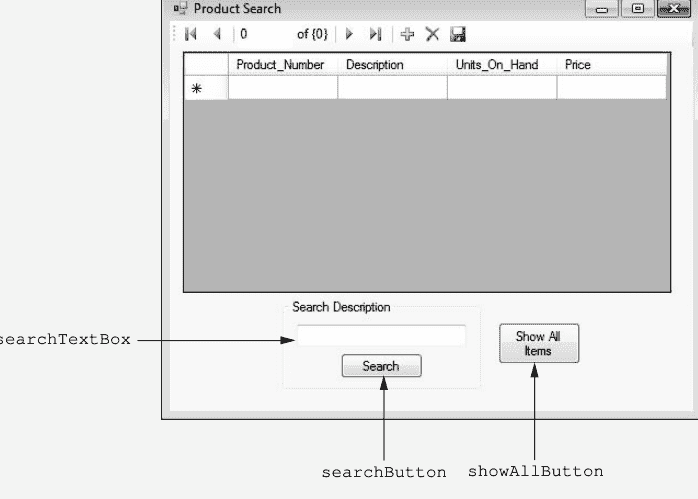 Product Search
0 of {0}
Product_Number Description Units_On_Hand Price
Search Description
searchTextBox
Show All
Items
Search
searchButton showAllButton